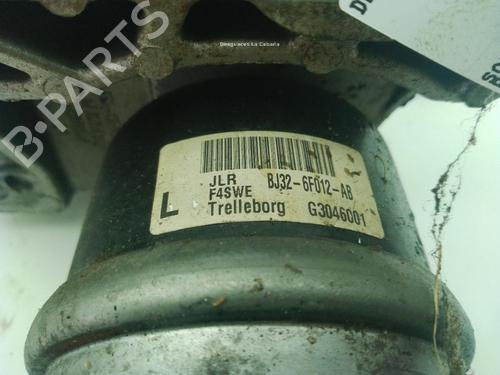 Desguaces La Cabaña
B-PARTS
JLR BJ32-6F012-AB
F4SWE
L Trelleborg G3046001